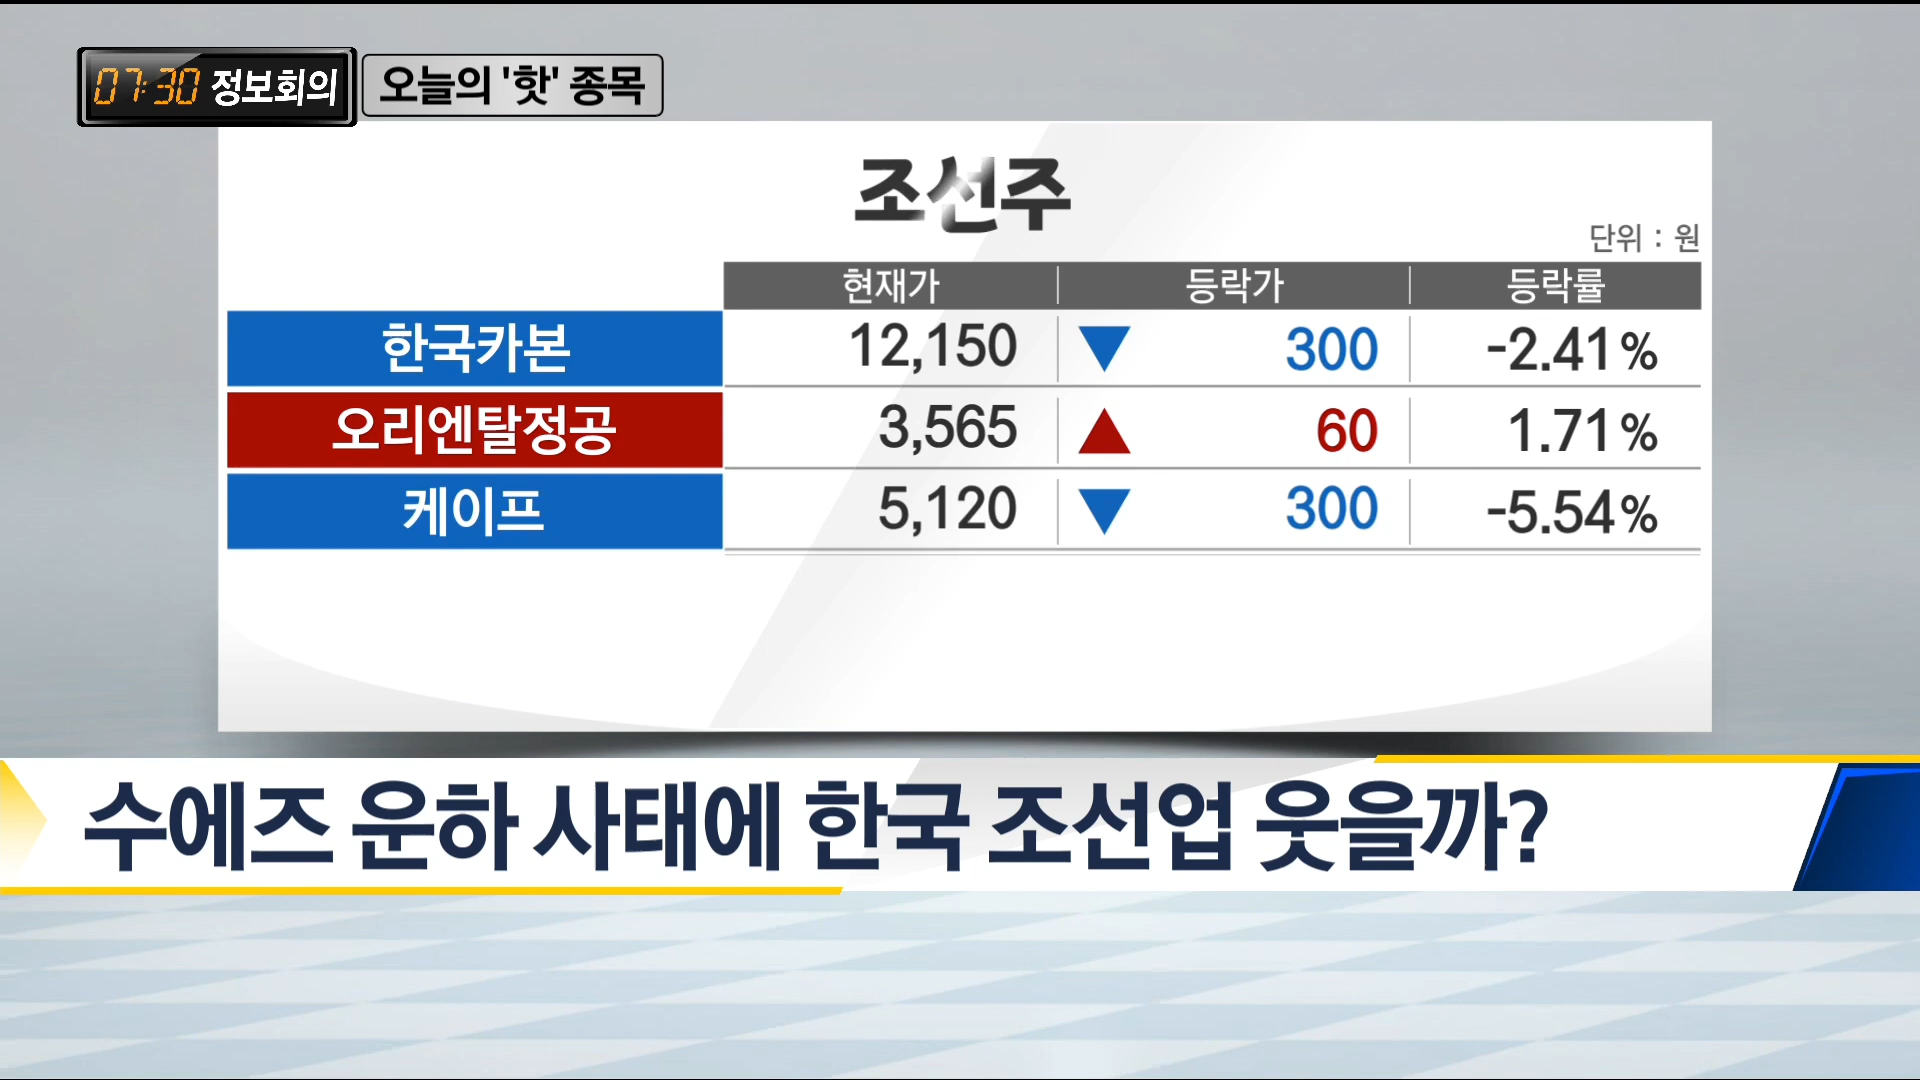 07:30 정보회의 오늘의 '핫' 종목
조선주
단위 : 원
현재가 등락가 등락률
한국카본 12,150 ▼ 300 -2.41%
오리엔탈정공 3,565 ▲ 60 1.71%
케이프 5,120 ▼ 300 -5.54%
수에즈 운하 사태에 한국 조선업 웃을까?